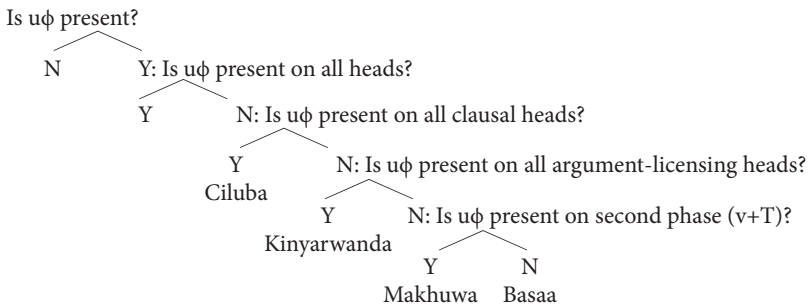 Is uϕ present?
N Y: Is uϕ present on all heads?
Y N: Is uϕ present on all clausal heads?
Y N: Is uϕ present on all argument-licensing heads?
Ciluba
Y N: Is uϕ present on second phase (v+T)?
Kinyarwanda
Y N
Makhuwa Basaa